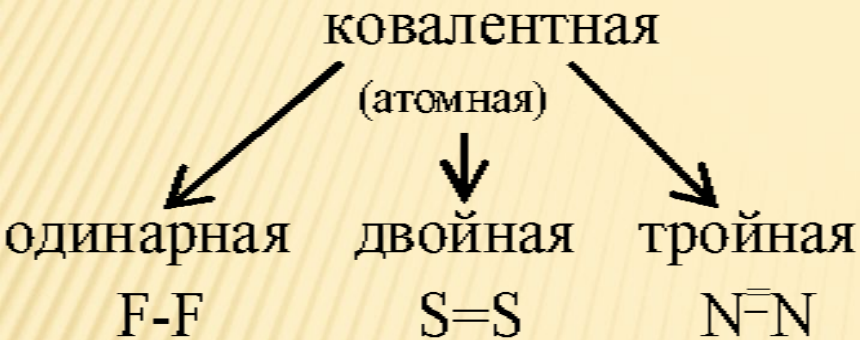 ковалентная
(атомная)
одинарная двойная тройная
F-F S=S N≡N